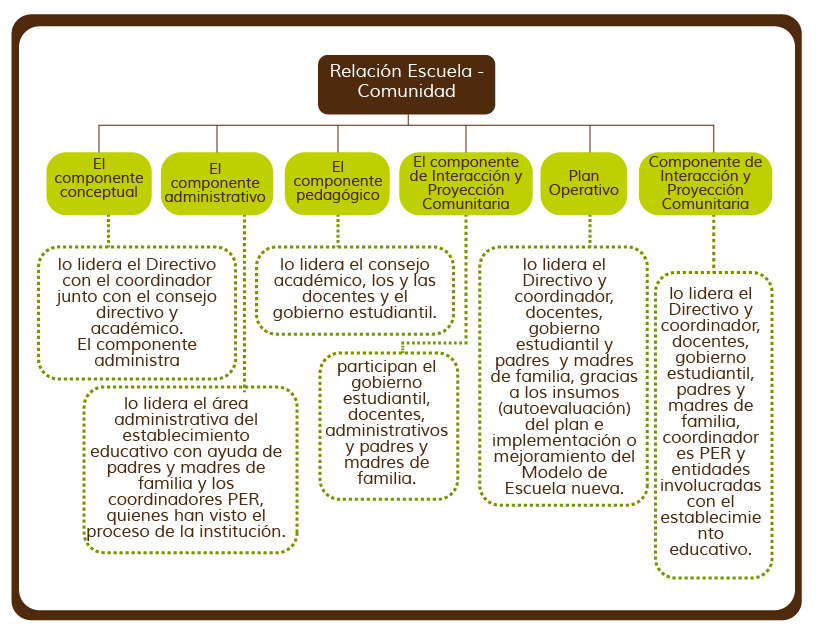 Relación Escuela -
Comunidad
El
componente
conceptual
El
componente
administrativo
El
componente
pedagógico
El componente
de Interacción y
Proyección
Comunitaria
Plan
Operativo
Componente de
Interacción y
Proyección
Comunitaria
lo lidera el Directivo
con el coordinador
junto con el consejo
directivo y
académico.
El componente
administra
lo lidera el área
administrativa del
establecimiento
educativo con ayuda de
padres y madres de
familia y los
coordinadores PER,
quienes han visto el
proceso de la institución.
lo lidera el consejo
académico, los y las
docentes y el
gobierno estudiantil.
participan el
gobierno
estudiantil,
docentes,
administrativos
y padres y
madres de
familia.
lo lidera el
Directivo y
coordinador,
docentes,
gobierno
estudiantil y
padres  y madres
de familia, gracias
a los insumos
(autoevaluación)
del plan e
implementación o
mejoramiento del
Modelo de
Escuela nueva.
lo lidera el
Directivo y
coordinador,
docentes,
gobierno
estudiantil,
padres y
madres de
familia,
coordinador
es PER y
entidades
involucradas
con el
establecimie
nto
educativo.